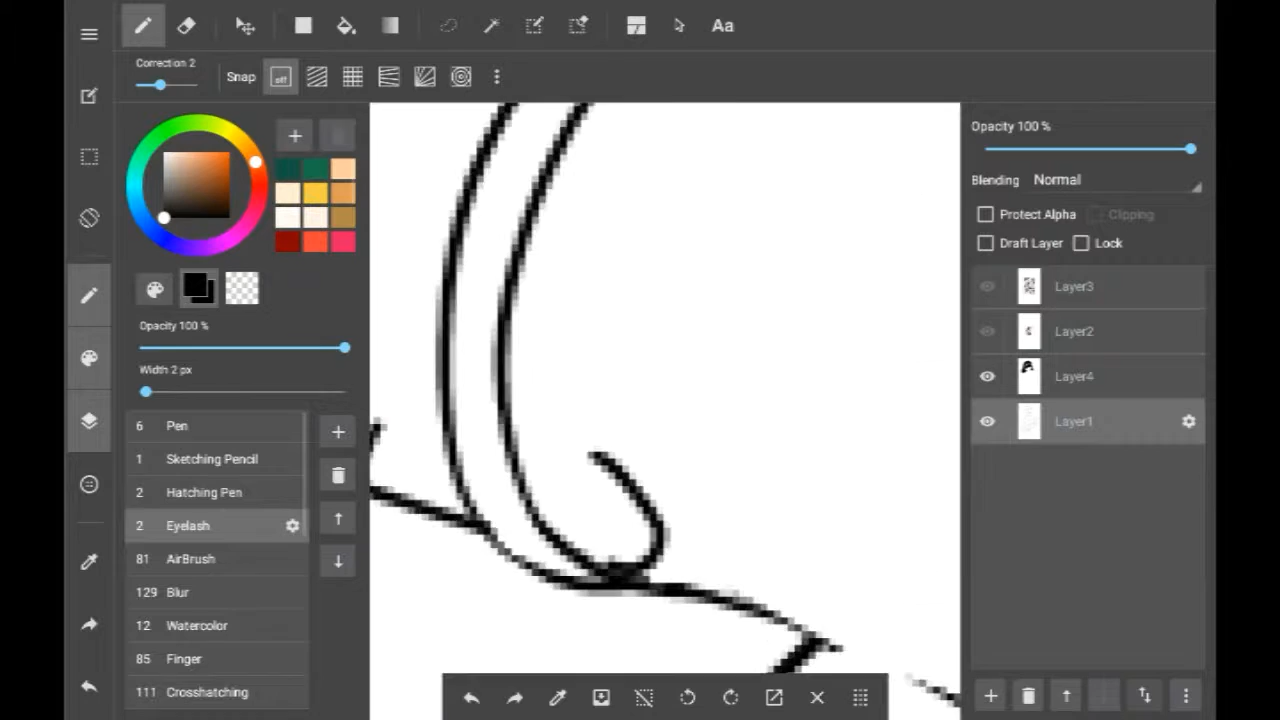 Aa
Correction 2
Snap
off
Opacity 100 %
Width 2 px
6 Pen
1 Sketching Pencil
2 Hatching Pen
2 Eyelash
81 AirBrush
129 Blur
12 Watercolor
85 Finger
111 Crosshatching
Opacity 100 %
Blending Normal
Protect Alpha Clipping
Draft Layer Lock
Layer3
Layer2
Layer4
Layer1